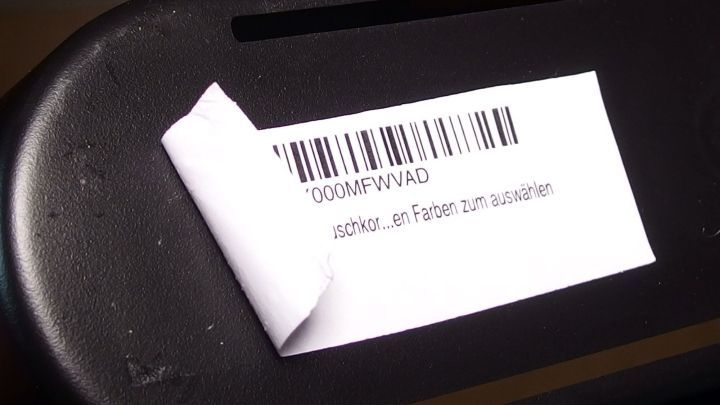 000MFWVAD
uschkor...en Farben zum auswählen